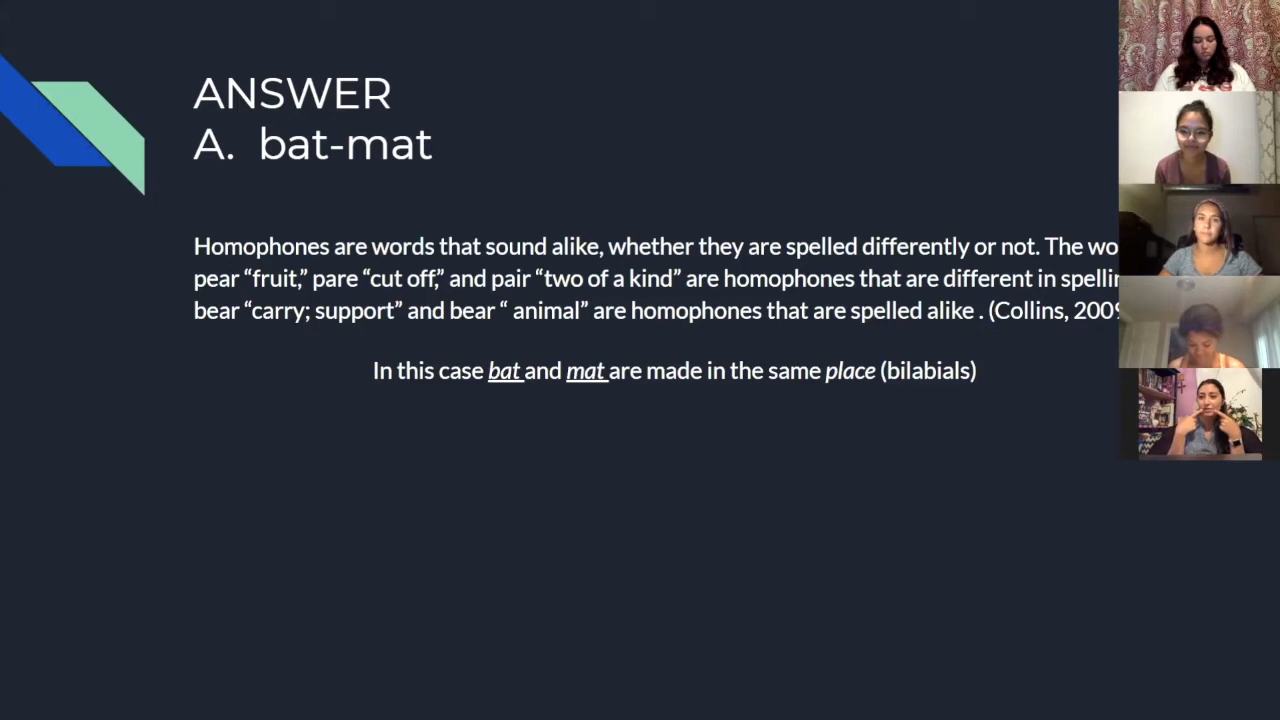 ANSWER
A. bat-mat
Homophones are words that sound alike, whether they are spelled differently or not. The
pear “fruit,” pare “cut off,” and pair “two of a kind” are homophones that are different in
bear “carry; support” and bear “ animal” are homophones that are spelled alike . (Collins,
In this case bat and mat are made in the same place (bilabials)